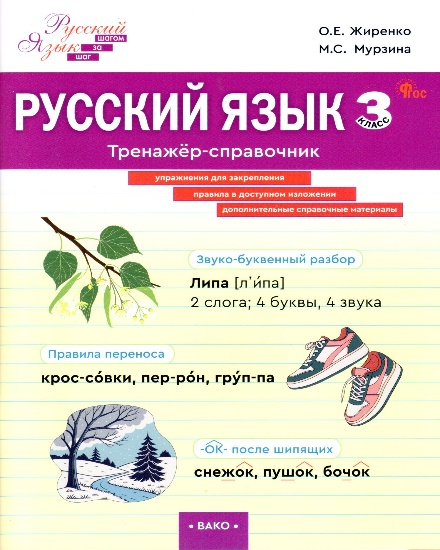 Русский
Язык
шагом
за
шаг
О.Е. Жиренко
М.С. Мурзина
РУССКИЙ ЯЗЫК 3
КЛАСС
ФГОС
Тренажёр-справочник
упражнения для закрепления
правила в доступном изложении
дополнительные справочные материалы
Звуко-буквенный разбор
Липа [л'и́па]
2 слога; 4 буквы, 4 звука
Правила переноса
крос-со́вки, пер-ро́н, гру́п-па
-ОК- после шипящих
снежок, пушок, бочок
• ВАКО •